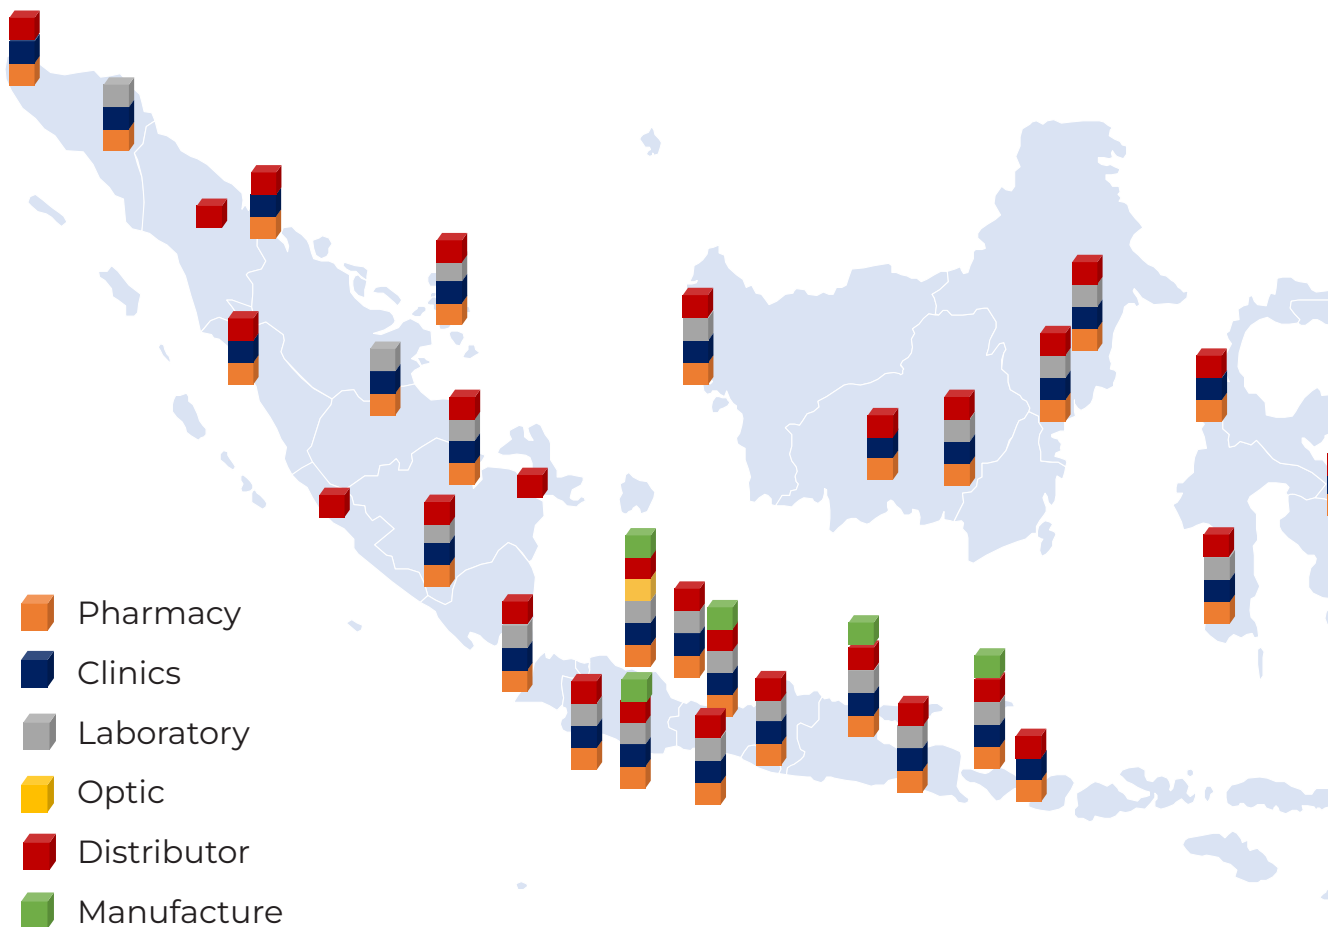 Pharmacy
Clinics
Laboratory
Optic
Distributor
Manufacture